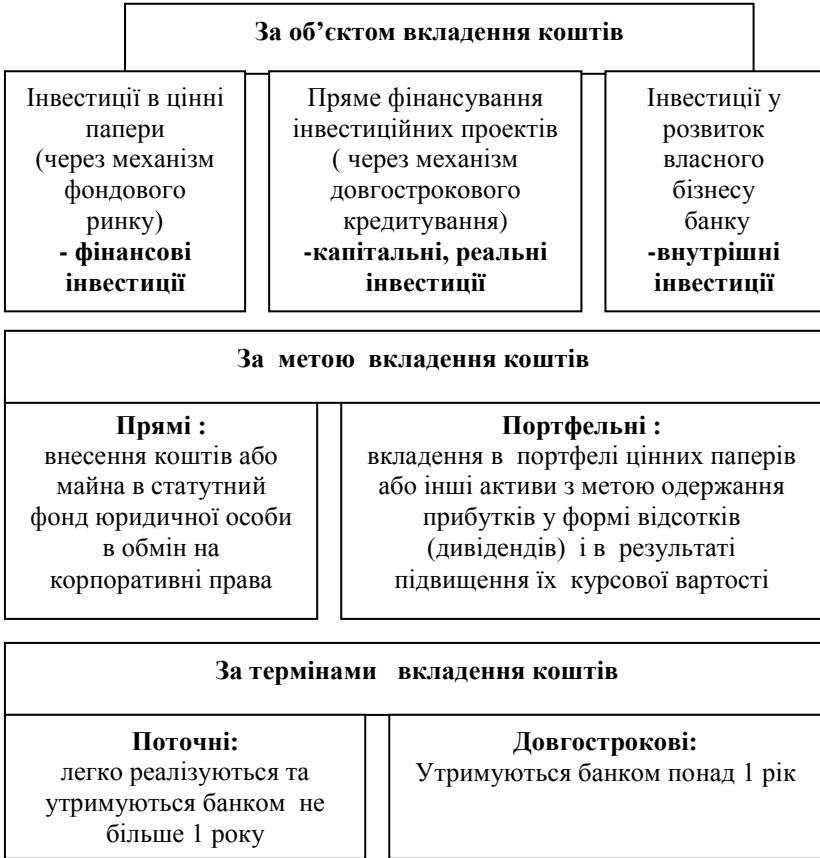 За об’єктом вкладення коштів
Інвестиції в цінні
папери
(через механізм
фондового
ринку)
- фінансові
інвестиції
Пряме фінансування
інвестиційних проектів
( через механізм
довгострокового
кредитування)
-капітальні, реальні
інвестиції
Інвестиції у
розвиток
власного
бізнесу
банку
-внутрішні
інвестиції
За метою вкладення коштів
Прямі :
внесення коштів або
майна в статутний
фонд юридичної особи
в обмін на
корпоративні права
Портфельні :
вкладення в портфелі цінних паперів
або інші активи з метою одержання
прибутків у формі відсотків
(дивідендів) і в результаті
підвищення їх курсової вартості
За термінами вкладення коштів
Поточні:
легко реалізуються та
утримуються банком не
більше 1 року
Довгострокові:
Утримуються банком понад 1 рік